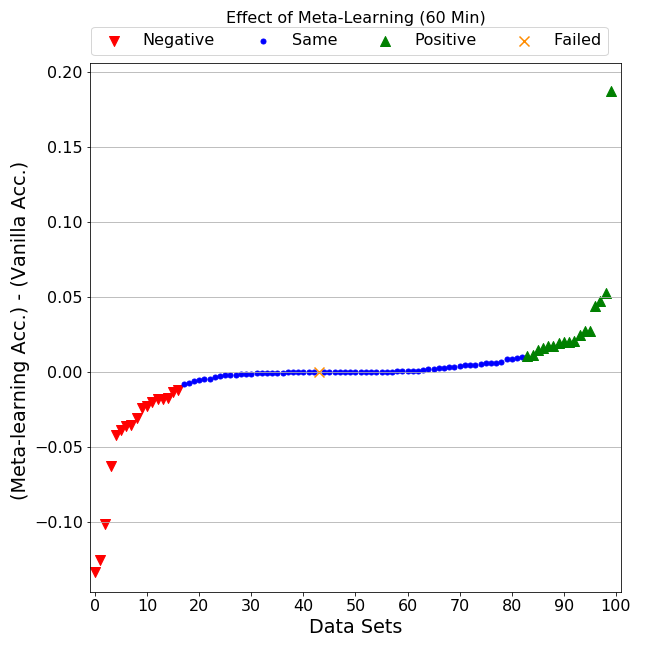 Effect of Meta-Learning (60 Min)
Negative Same Positive Failed
0.20
0.15
0.10
0.05
0.00
−0.05
−0.10
(Meta-learning Acc.) - (Vanilla Acc.)
0 10 20 30 40 50 60 70 80 90 100
Data Sets